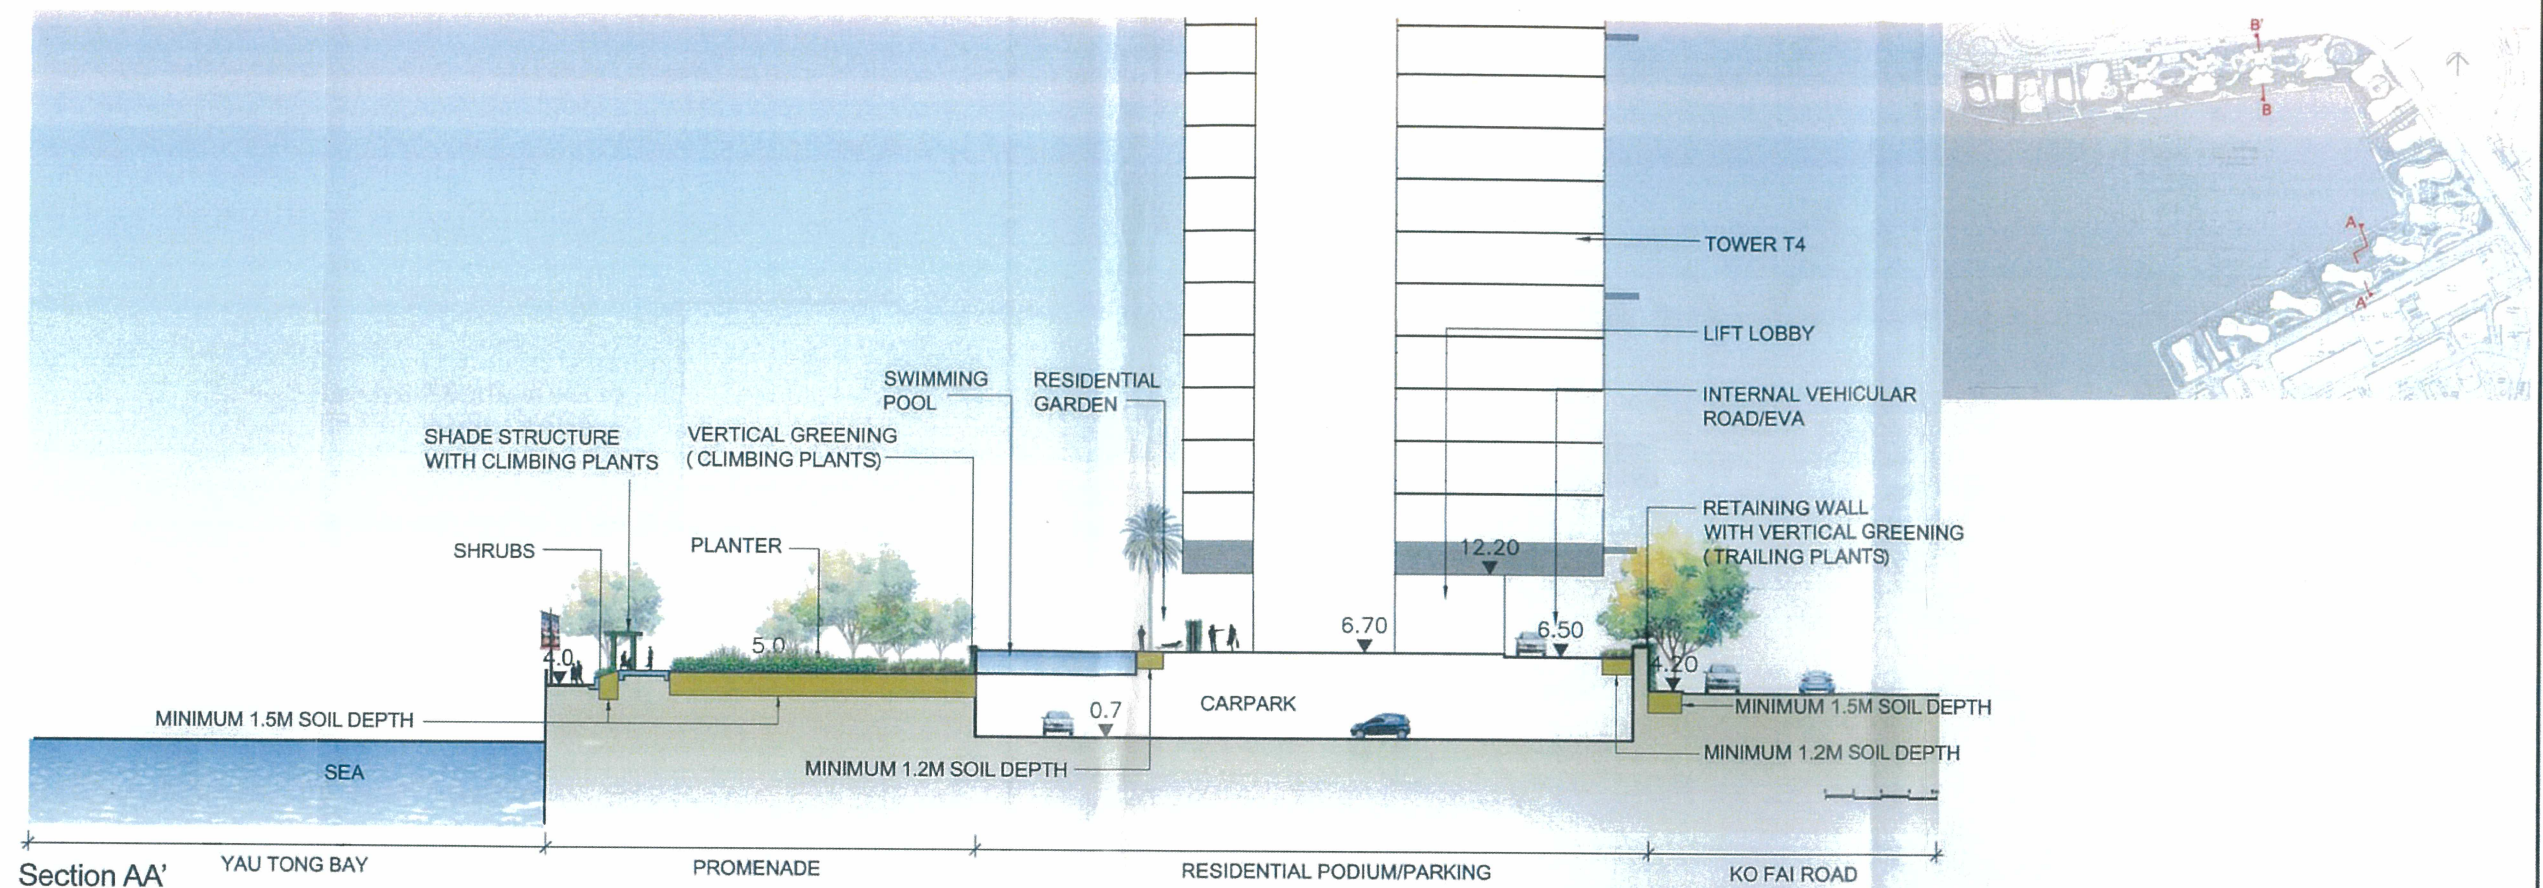 B'
B
A
A'
TOWER T4
LIFT LOBBY
SWIMMING
POOL
RESIDENTIAL
GARDEN
INTERNAL VEHICULAR
ROAD/EVA
SHADE STRUCTURE
WITH CLIMBING PLANTS
VERTICAL GREENING
( CLIMBING PLANTS)
RETAINING WALL
WITH VERTICAL GREENING
( TRAILING PLANTS)
SHRUBS
PLANTER
12.20
6.70
6.50
5.0
4.0
4.20
CARPARK
0.7
MINIMUM 1.5M SOIL DEPTH
MINIMUM 1.5M SOIL DEPTH
MINIMUM 1.2M SOIL DEPTH
MINIMUM 1.2M SOIL DEPTH
SEA
YAU TONG BAY
PROMENADE
RESIDENTIAL PODIUM/PARKING
KO FAI ROAD
Section AA'